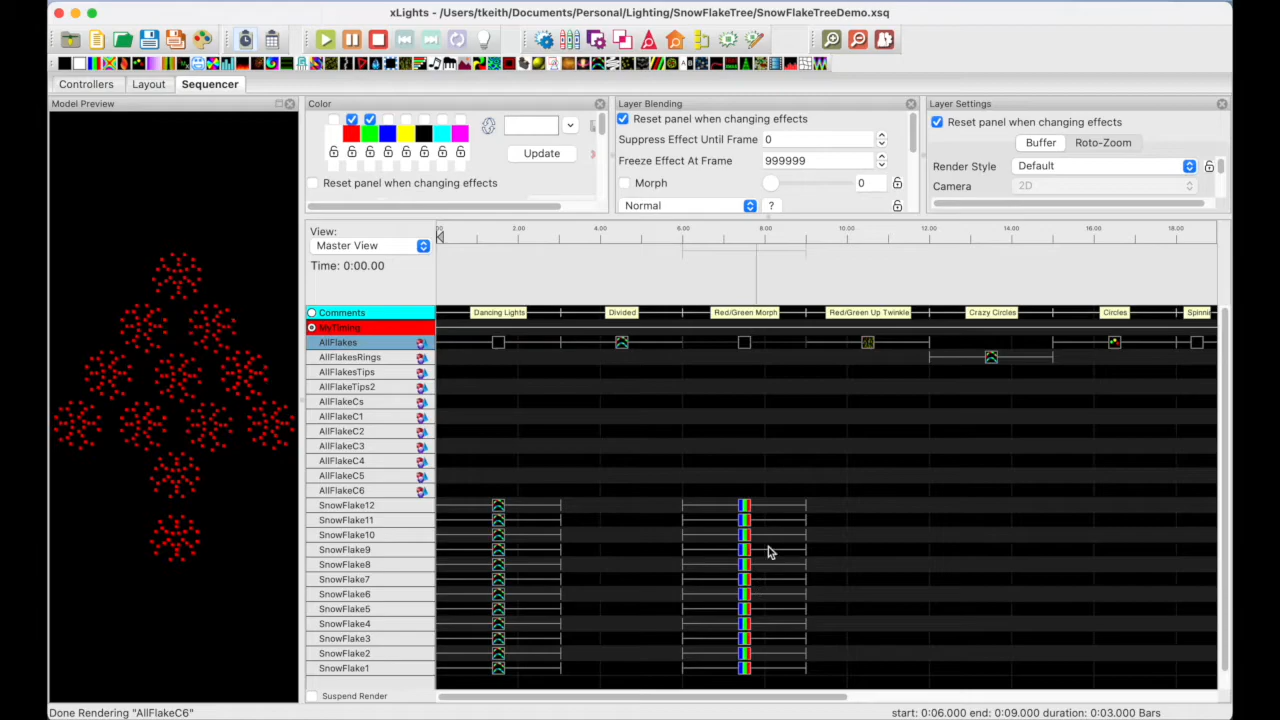 xLights - /Users/tkeith/Documents/Personal/Lighting/SnowFlakeTree/SnowFlakeTreeDemo.xsq
Controllers Layout Sequencer
Model Preview Color Layer Blending Layer Settings
Reset panel when changing effects Reset panel when changing effects
Suppress Effect Until Frame 0 Buffer Roto-Zoom
Update Freeze Effect At Frame 999999 Render Style Default
Reset panel when changing effects Morph 0 Camera 2D
Normal ?
View:
Master View
Time: 0:00.00
2.00 4.00 6.00 8.00 10.00 12.00 14.00 16.00 18.00
Comments Dancing Lights Divided Red/Green Morph Red/Green Up Twinkle Crazy Circles Circles Spinni
MyTiming
AllFlakes
AllFlakesRings
AllFlakesTips
AllFlakeTips2
AllFlakeCs
AllFlakeC1
AllFlakeC2
AllFlakeC3
AllFlakeC4
AllFlakeC5
AllFlakeC6
SnowFlake12
SnowFlake11
SnowFlake10
SnowFlake9
SnowFlake8
SnowFlake7
SnowFlake6
SnowFlake5
SnowFlake4
SnowFlake3
SnowFlake2
SnowFlake1
Suspend Render
Done Rendering "AllFlakeC6" start: 0:06.000 end: 0:09.000 duration: 0:03.000 Bars